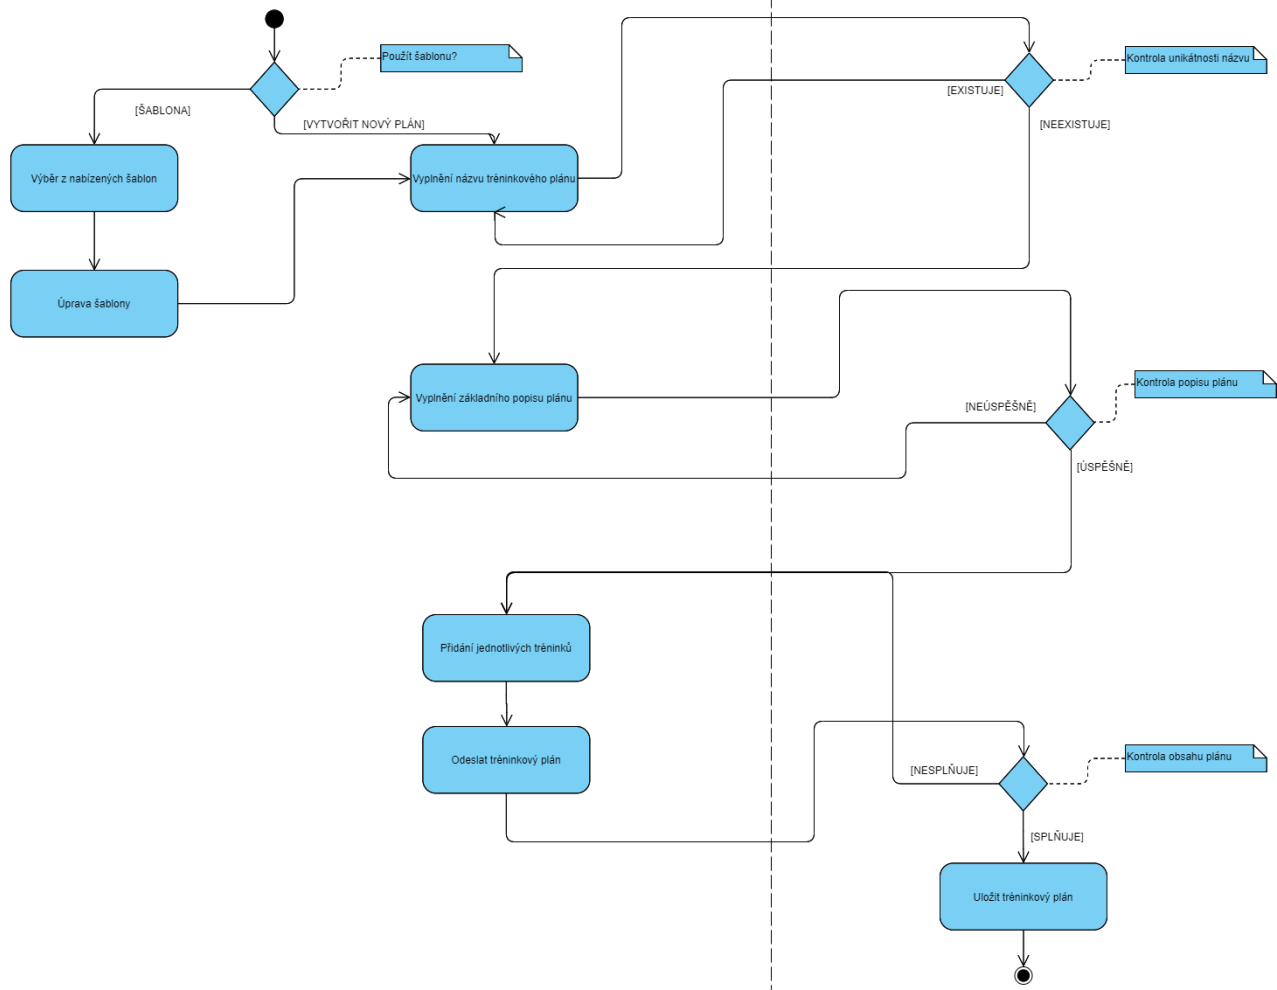 Použít šablonu?
Kontrola unikátnosti názvu
[EXISTUJE]
[ŠABLONA]
[VYTVOŘIT NOVÝ PLÁN]
[NEEXISTUJE]
Výběr z nabízených šablon
Vyplnění názvu tréninkového plánu
Úprava šablony
Kontrola popisu plánu
Vyplnění základního popisu plánu
[NEÚSPĚŠNĚ]
[ÚSPĚŠNĚ]
Přidání jednotlivých tréninků
Odeslat tréninkový plán
Kontrola obsahu plánu
[NESPLŇUJE]
[SPLŇUJE]
Uložit tréninkový plán